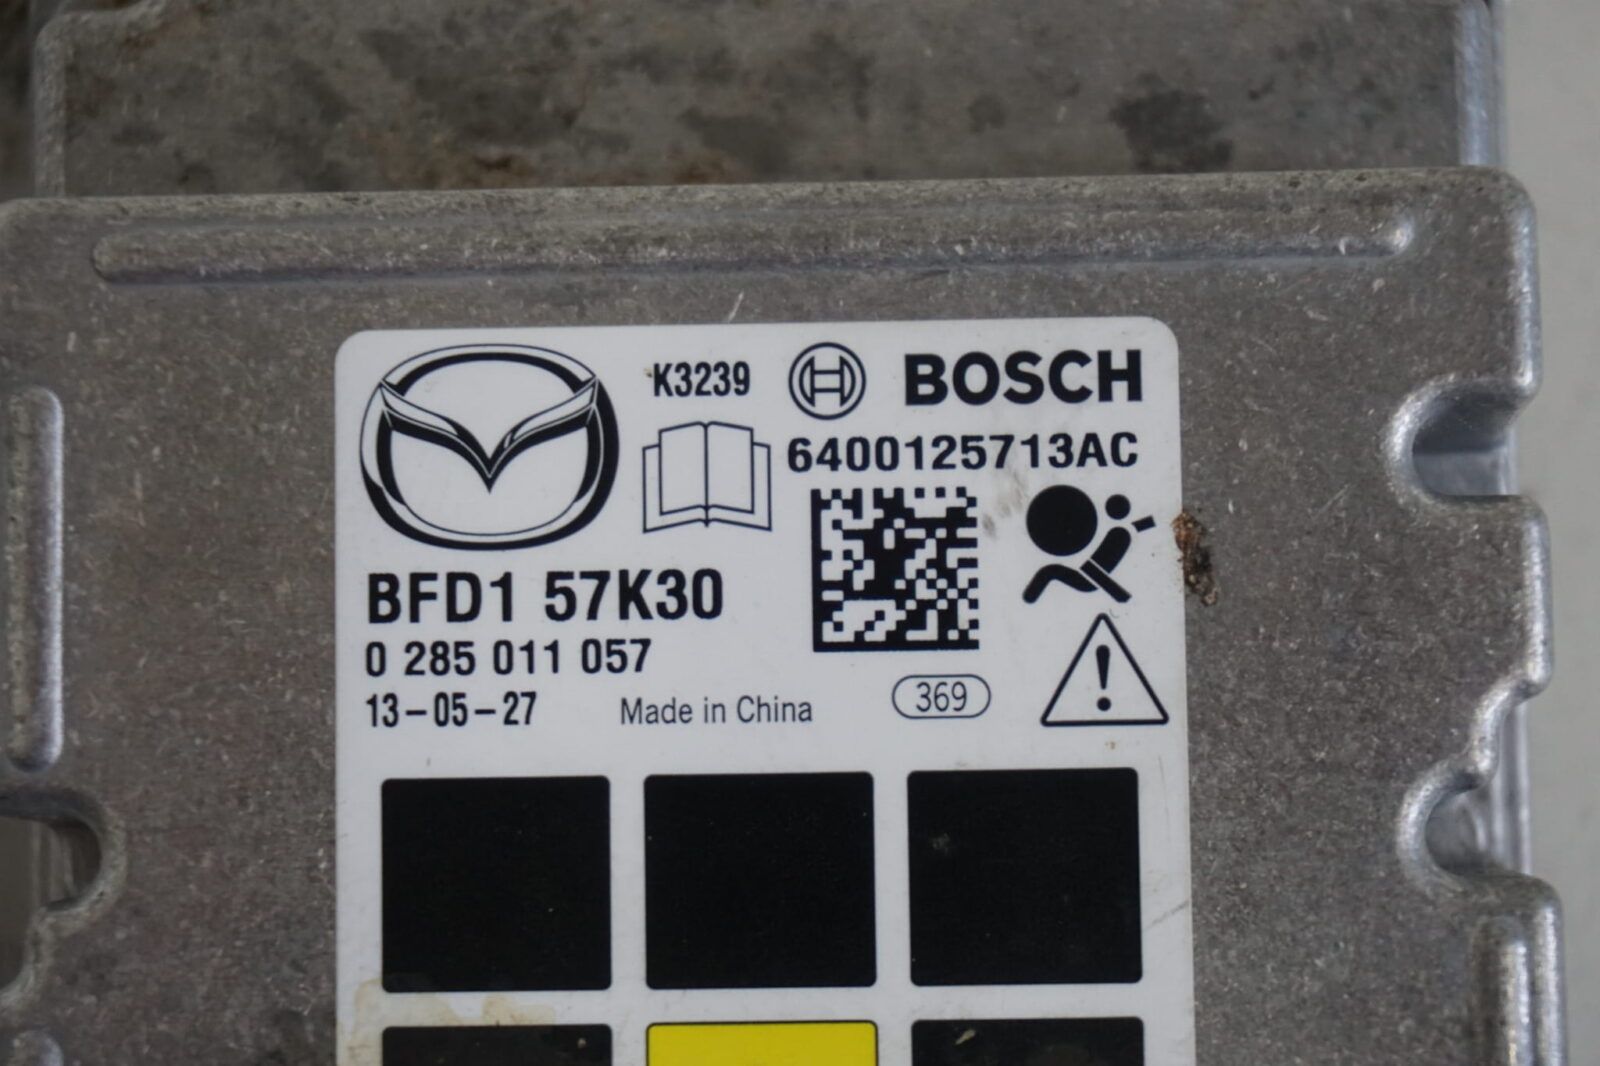 K3239
BOSCH
6400125713AC
BFD1 57K30
0 285 011 057
13-05-27
Made in China
369